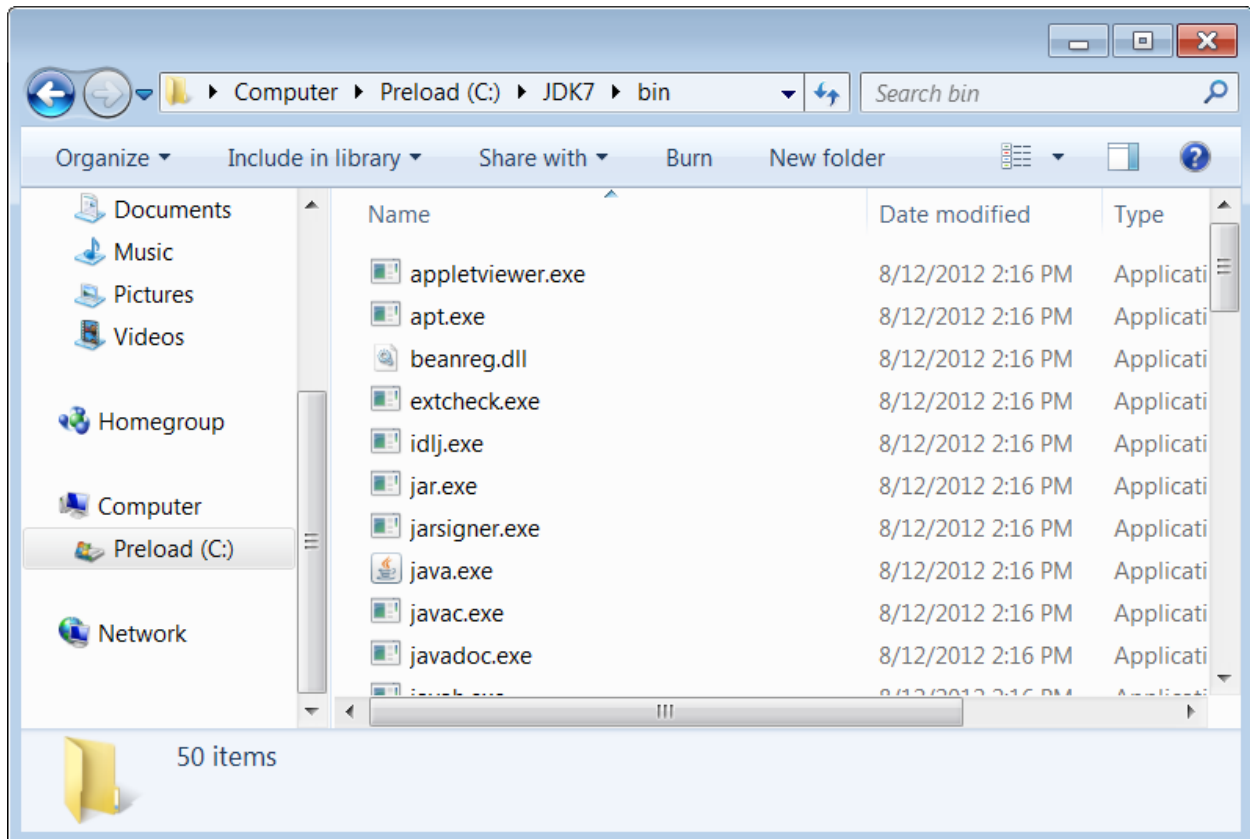 Computer Preload (C:) JDK7 bin Search bin
Organize Include in library Share with Burn New folder
Documents
Music
Pictures
Videos
Homegroup
Computer
Preload (C:)
Network
Name Date modified Type
appletviewer.exe 8/12/2012 2:16 PM Applicati
apt.exe 8/12/2012 2:16 PM Applicati
beanreg.dll 8/12/2012 2:16 PM Applicati
extcheck.exe 8/12/2012 2:16 PM Applicati
idlj.exe 8/12/2012 2:16 PM Applicati
jar.exe 8/12/2012 2:16 PM Applicati
jarsigner.exe 8/12/2012 2:16 PM Applicati
java.exe 8/12/2012 2:16 PM Applicati
javac.exe 8/12/2012 2:16 PM Applicati
javadoc.exe 8/12/2012 2:16 PM Applicati
50 items